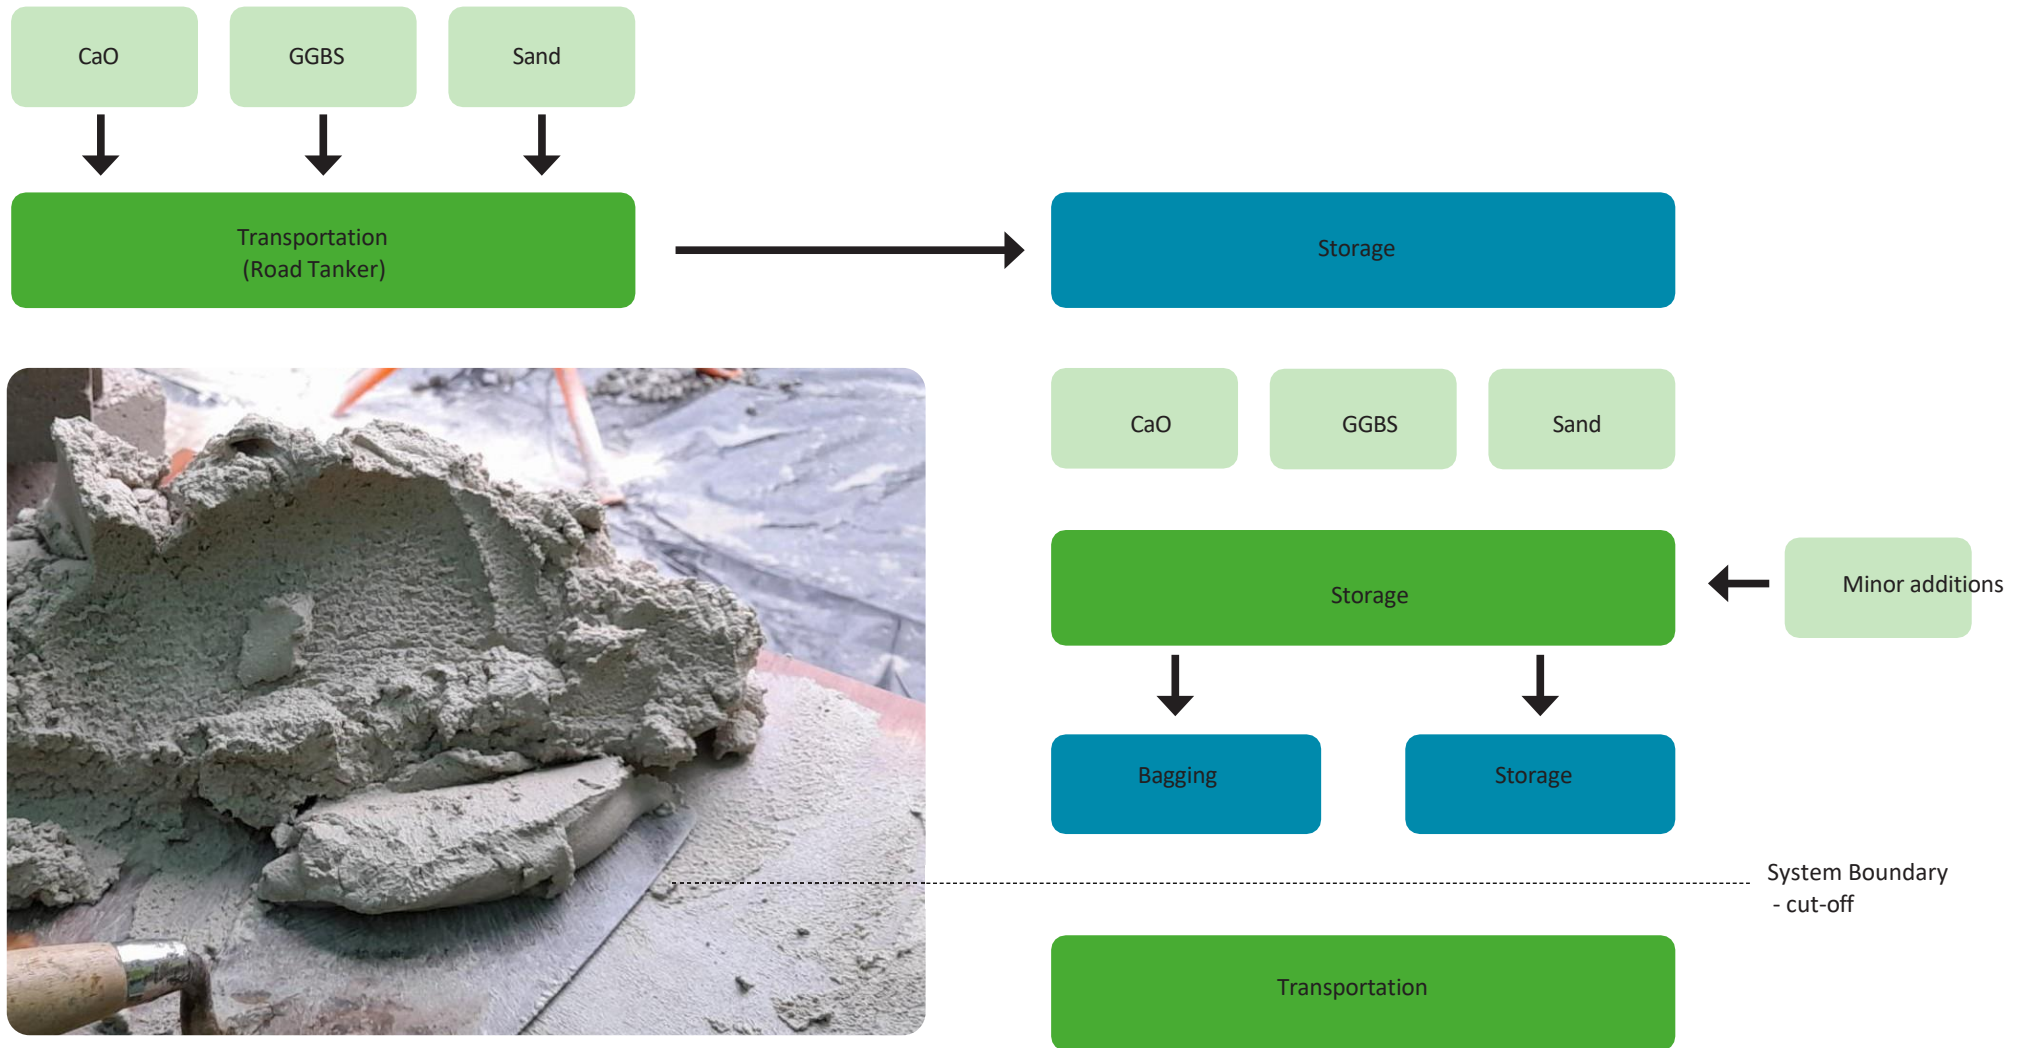 CaO
GGBS
Sand
Transportation
(Road Tanker)
Storage
CaO
GGBS
Sand
Storage
Minor additions
Bagging
Storage
System Boundary
- cut-off
Transportation